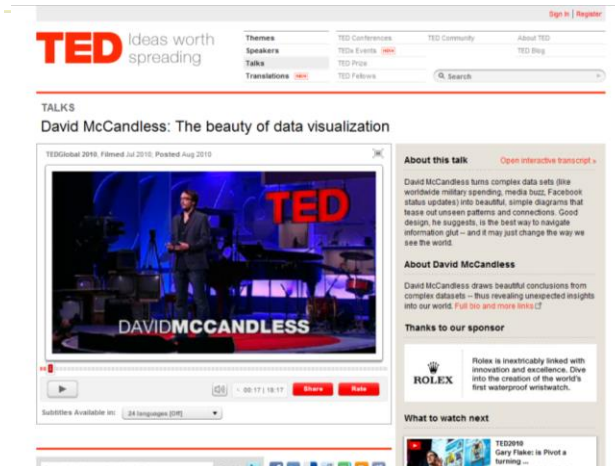 Sign In | Register
TED Ideas worth spreading
Themes
Speakers
Talks
Translations NEW
TED Conferences
TEDx Events NEW
TED Prize
TED Fellows
TED Community
About TED
TED Blog
Search
TALKS
David McCandless: The beauty of data visualization
TEDGlobal 2010, Filmed Jul 2010; Posted Aug 2010
TED
DAVIDMCCANDLESS
00:17 | 18:17
Share
Rate
Subtitles Available in:
24 languages [Off]
About this talk
Open interactive transcript »
David McCandless turns complex data sets (like
worldwide military spending, media buzz, Facebook
status updates) into beautiful, simple diagrams that
tease out unseen patterns and connections. Good
design, he suggests, is the best way to navigate
information glut -- and it may just change the way we
see the world.
About David McCandless
David McCandless draws beautiful conclusions from
complex datasets -- thus revealing unexpected insights
into our world. Full bio and more links
Thanks to our sponsor
ROLEX
Rolex is inextricably linked with
innovation and excellence. Dive
into the creation of the world's
first waterproof wristwatch.
What to watch next
TED2010
Gary Flake: is Pivot a
turning ...